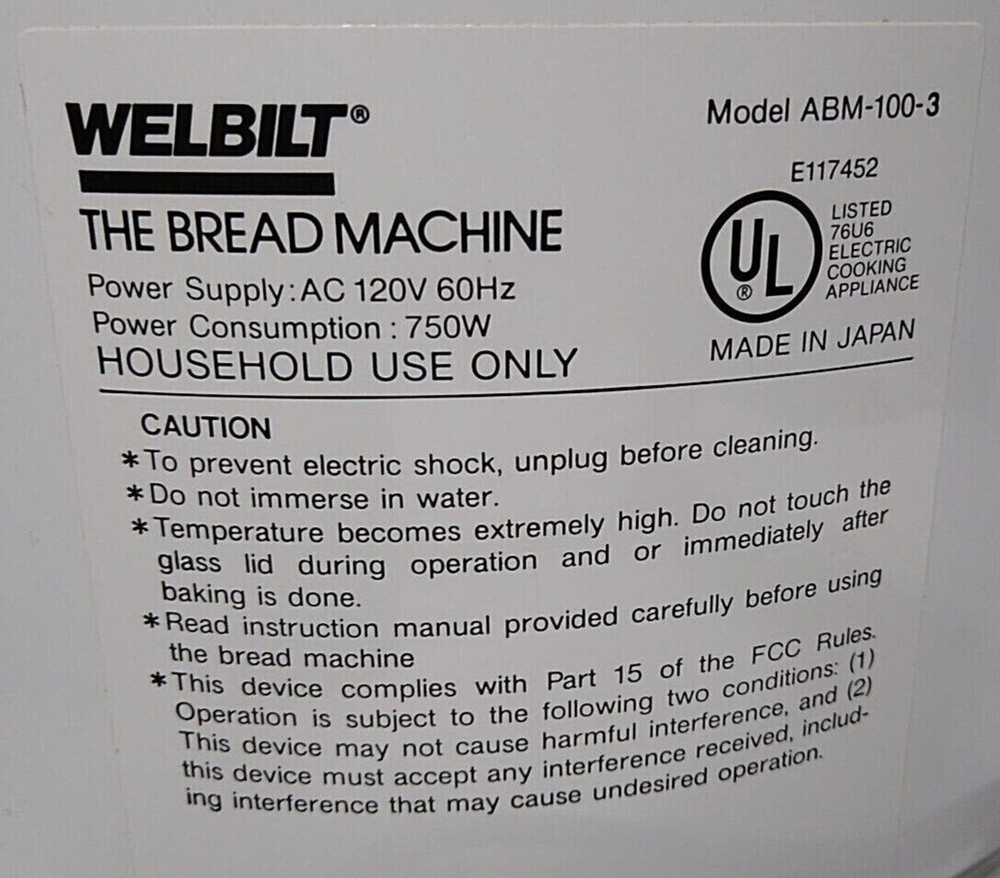 WELBILT®
Model ABM-100-3
THE BREAD MACHINE
Power Supply:AC 120V 60Hz
Power Consumption : 750W
HOUSEHOLD USE ONLY
E117452
UL®
LISTED
76U6
ELECTRIC
COOKING
APPLIANCE
MADE IN JAPAN
CAUTION
*To prevent electric shock, unplug before cleaning.
*Do not immerse in water.
*Temperature becomes extremely high. Do not touch the
glass lid during operation and or immediately after
baking is done.
*Read instruction manual provided carefully before using
the bread machine
*This device complies with Part 15 of the FCC Rules.
Operation is subject to the following two conditions: (1)
This device may not cause harmful interference, and (2)
this device must accept any interference received, includ-
ing interference that may cause undesired operation.